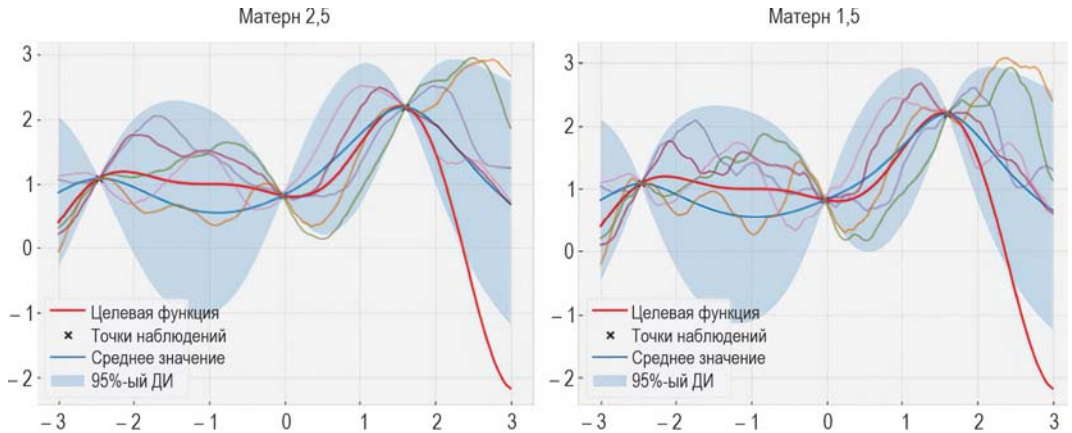 Матерн 2,5
3
2
1
0
– 1
– 2
Целевая функция
Точки наблюдений
Среднее значение
95%-ый ДИ
– 3 – 2 – 1 0 1 2 3
Матерн 1,5
3
2
1
0
– 1
– 2
Целевая функция
Точки наблюдений
Среднее значение
95%-ый ДИ
– 3 – 2 – 1 0 1 2 3